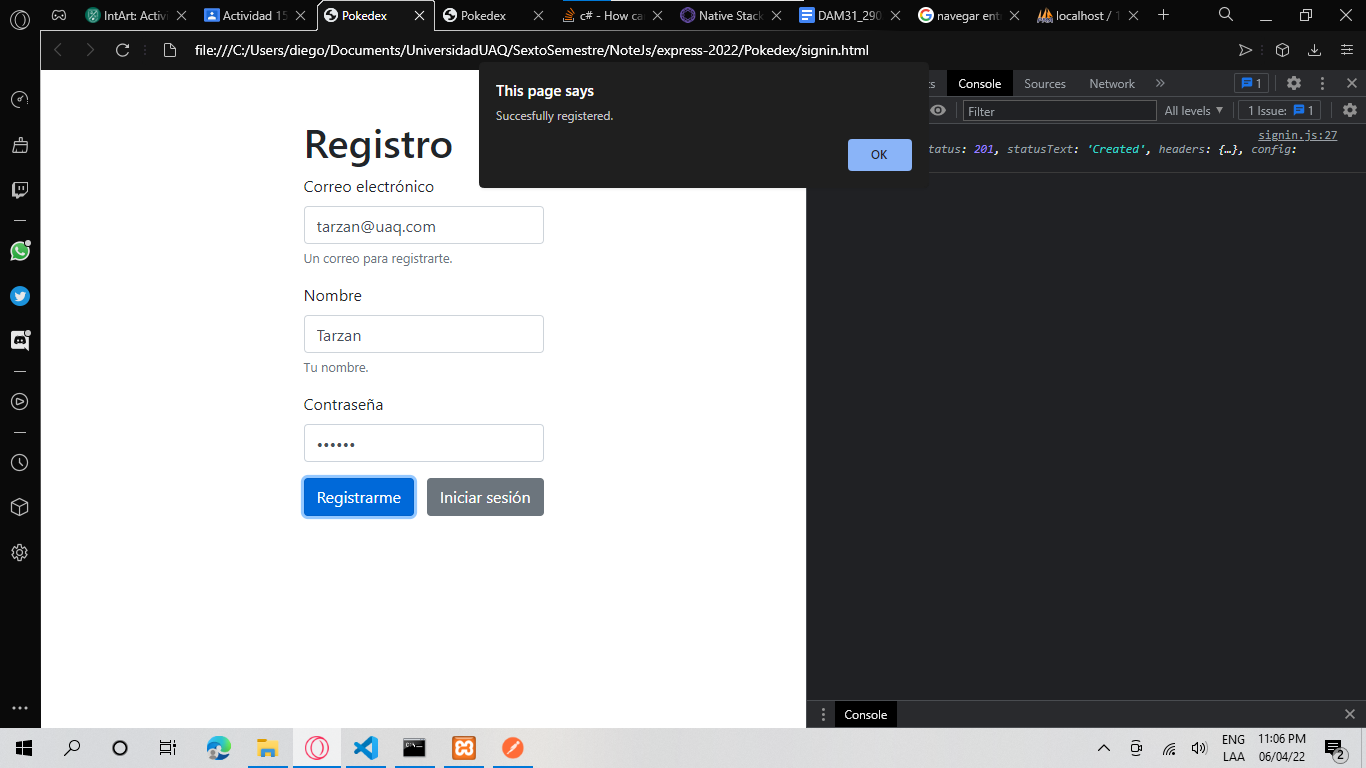 IntArt: Activi
Actividad 15
Pokedex
Pokedex
c# - How ca
Native Stack
DAM31_290
navegar ent
localhost / 1
file:///C:/Users/diego/Documents/UniversidadUAQ/SextoSemestre/NoteJs/express-2022/Pokedex/signin.html
This page says
Succesfully registered.
OK
Console
Sources
Network
»
1
Filter
All levels ▼
1 Issue: 1
signin.js:27
tatus: 201, statusText: 'Created', headers: {…}, config:
Registro
Correo electrónico
tarzan@uaq.com
Un correo para registrarte.
Nombre
Tarzan
Tu nombre.
Contraseña
••••••
Registrarme
Iniciar sesión
Console
ENG
LAA
11:06 PM
06/04/22
2